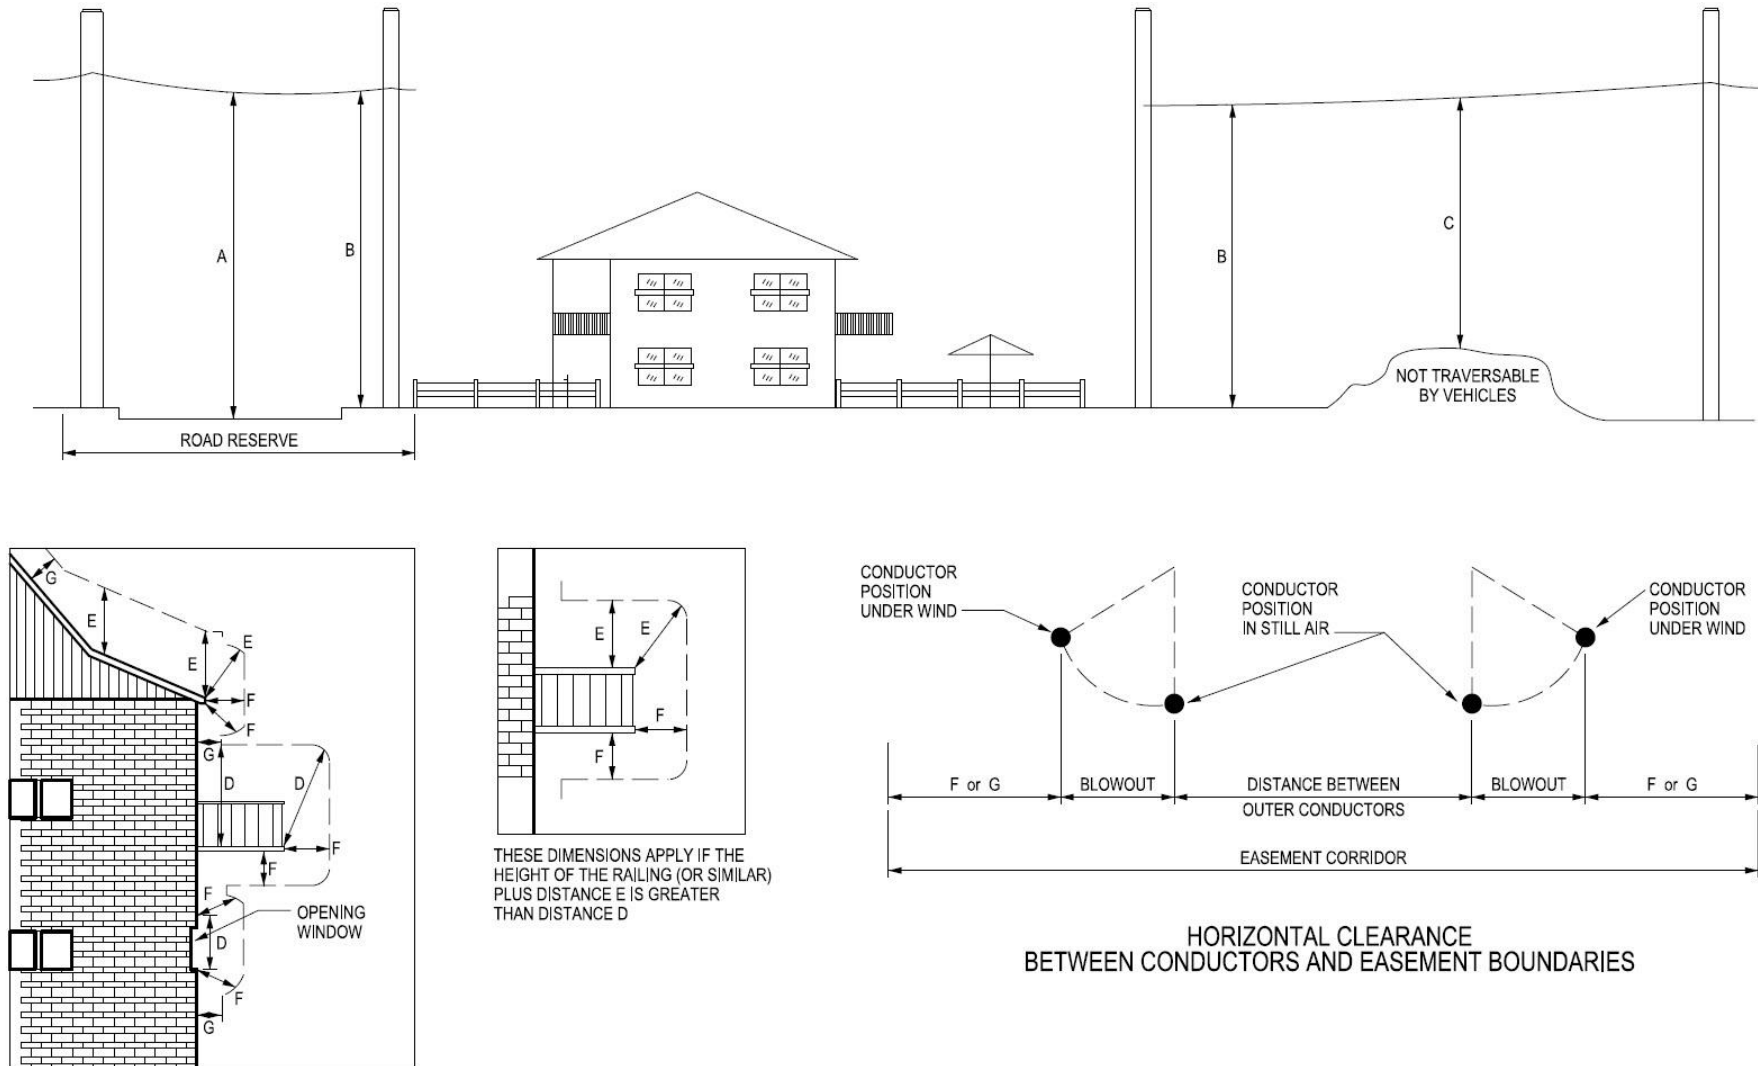 A
B
B
C
NOT TRAVERSABLE
BY VEHICLES
ROAD RESERVE
G
E
E
E
F
F
G
D
D
F
F
F
OPENING
WINDOW
D
F
G
E
E
F
F
THESE DIMENSIONS APPLY IF THE
HEIGHT OF THE RAILING (OR SIMILAR)
PLUS DISTANCE E IS GREATER
THAN DISTANCE D
CONDUCTOR
POSITION
UNDER WIND
CONDUCTOR
POSITION
IN STILL AIR
CONDUCTOR
POSITION
UNDER WIND
F or G
BLOWOUT
DISTANCE BETWEEN
OUTER CONDUCTORS
BLOWOUT
F or G
EASEMENT CORRIDOR
HORIZONTAL CLEARANCE
BETWEEN CONDUCTORS AND EASEMENT BOUNDARIES